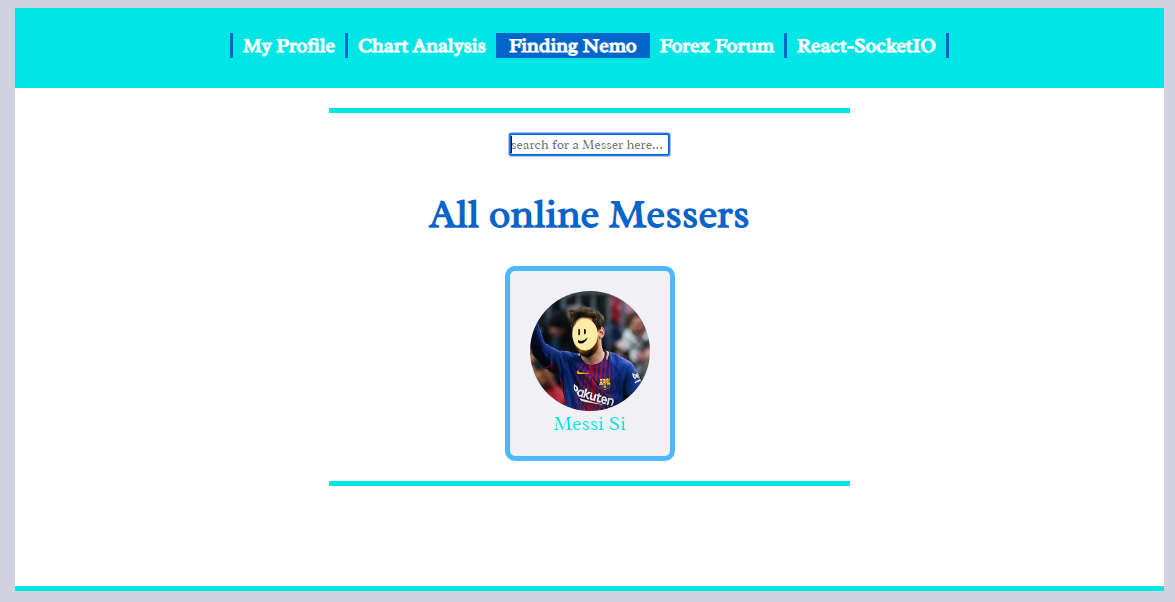 My Profile Chart Analysis Finding Nemo Forex Forum React-SocketIO
search for a Messer here...
All online Messers
Rakuten
Messi Si